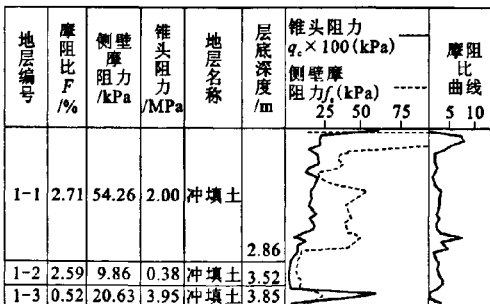 地层编号
摩阻比F/%
侧壁摩阻力/kPa
锥头阻力/MPa
地层名称
层底深度/m
锥头阻力
q_c×100(kPa)
侧壁摩
阻力f_s(kPa)
25 50 75
摩阻
比
曲线
5 10
1-1 2.71 54.26 2.00 冲填土 2.86
1-2 2.59 9.86 0.38 冲填土 3.52
1-3 0.52 20.63 3.95 冲填土 3.85